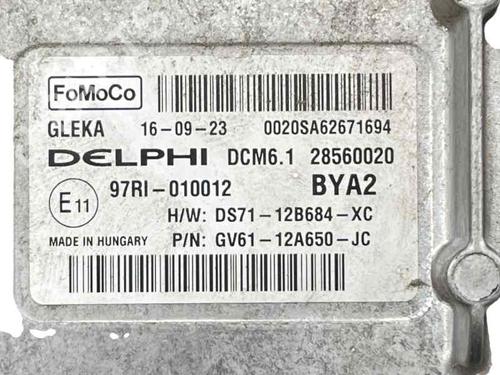 FoMoCo
GLEKA 16-09-23 0020SA62671694
DELPHI DCM6.1 28560020
E11 97RI-010012 BYA2
H/W: DS71-12B684-XC
MADE IN HUNGARY P/N: GV61-12A650-JC